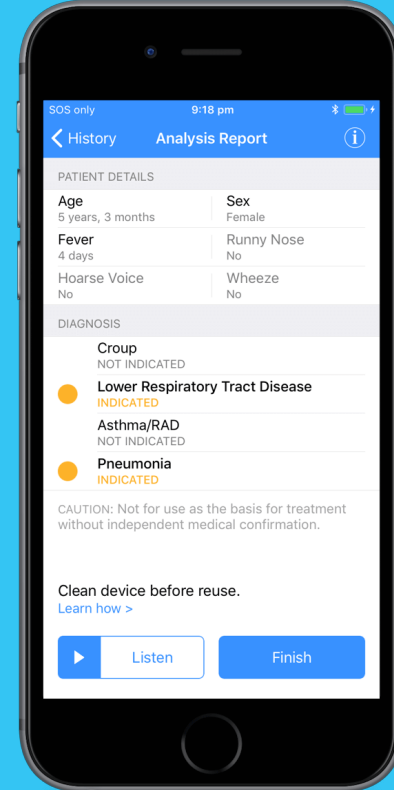 SOS only 9:18 pm
History Analysis Report
PATIENT DETAILS
Age Sex
5 years, 3 months Female
Fever Runny Nose
4 days No
Hoarse Voice Wheeze
No No
DIAGNOSIS
Croup
NOT INDICATED
Lower Respiratory Tract Disease
INDICATED
Asthma/RAD
NOT INDICATED
Pneumonia
INDICATED
CAUTION: Not for use as the basis for treatment
without independent medical confirmation.
Clean device before reuse.
Learn how >
Listen Finish